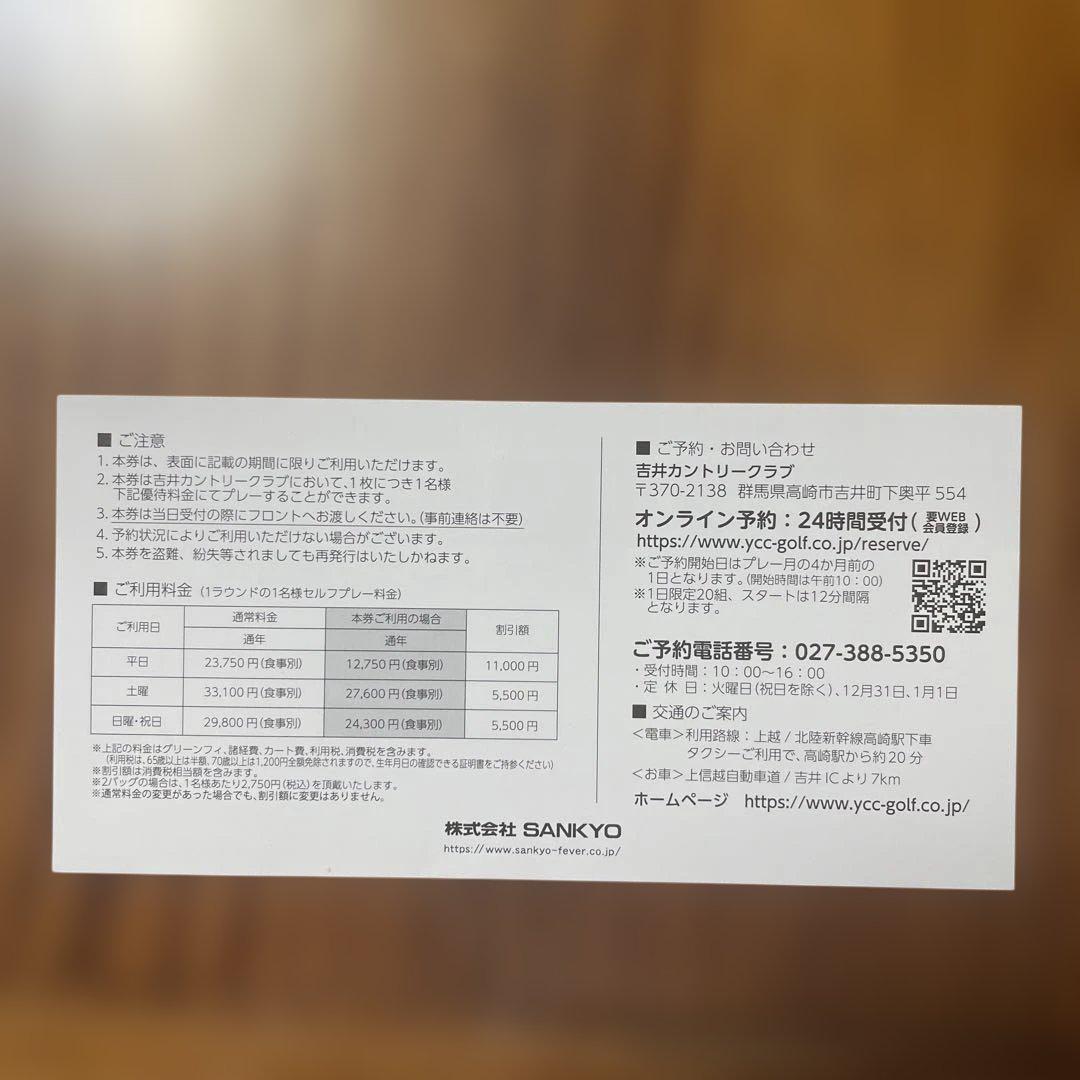 ■ ご注意
1. 本券は、表面に記載の期間に限りご利用いただけます。
2. 本券は吉井カントリークラブにおいて、1枚につき1名様
下記優待料金にてプレーすることができます。
3. 本券は当日受付の際にフロントへお渡しください。(事前連絡は不要)
4. 予約状況によりご利用いただけない場合がございます。
5. 本券を盗難、紛失等されましても再発行はいたしかねます。
■ ご利用料金 (1ラウンドの1名様セルフプレー料金)
ご利用日 通常料金 本券ご利用の場合 割引額
通年 通年
平日 23,750円(食事別) 12,750円(食事別) 11,000円
土曜 33,100円(食事別) 27,600円(食事別) 5,500円
日曜・祝日 29,800円(食事別) 24,300円(食事別) 5,500円
※上記の料金はグリーンフィ、諸経費、カート費、利用税、消費税を含みます。
(利用税は、65歳以上は半額、70歳以上は1,200円全額免除されますので、生年月日の確認できる証明書をご持参ください)
※割引額は消費税相当額を含みます。
※2バッグの場合は、1名様あたり2,750円(税込)を頂戴いたします。
※通常料金の変更があった場合でも、割引額に変更はありません。
■ ご予約・お問い合わせ
吉井カントリークラブ
〒370-2138 群馬県高崎市吉井町下奥平 554
オンライン予約：24時間受付(要WEB会員登録)
https://www.ycc-golf.co.jp/reserve/
※ご予約開始日はプレー月の4か月前の
1日となります。(開始時間は午前10：00)
※1日限定20組、スタートは12分間隔
となります。
ご予約電話番号：027-388-5350
・受付時間：10：00〜16：00
・定 休 日：火曜日(祝日を除く)、12月31日、1月1日
■ 交通のご案内
＜電車＞利用路線：上越/北陸新幹線高崎駅下車
タクシーご利用で、高崎駅から約20分
＜お車＞上信越自動車道/吉井ICより7km
ホームページ https://www.ycc-golf.co.jp/
株式会社 SANKYO
https://www.sankyo-fever.co.jp/